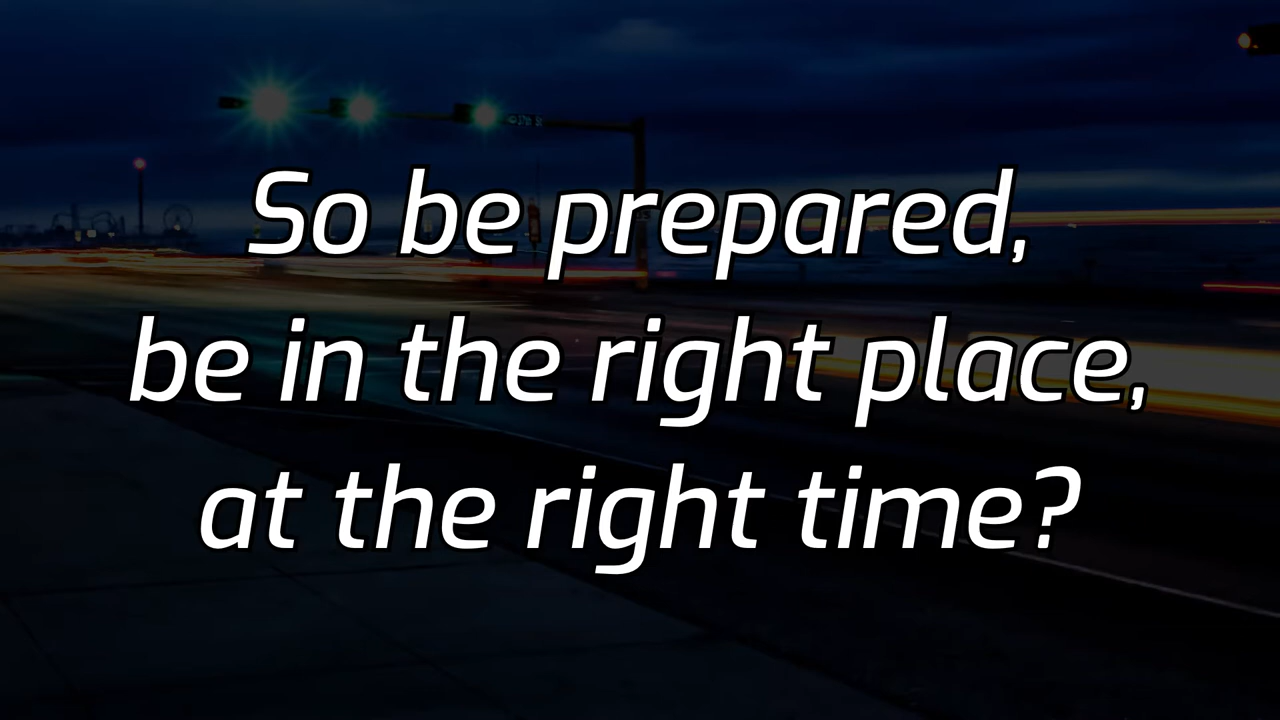 So be prepared,
be in the right place,
at the right time?